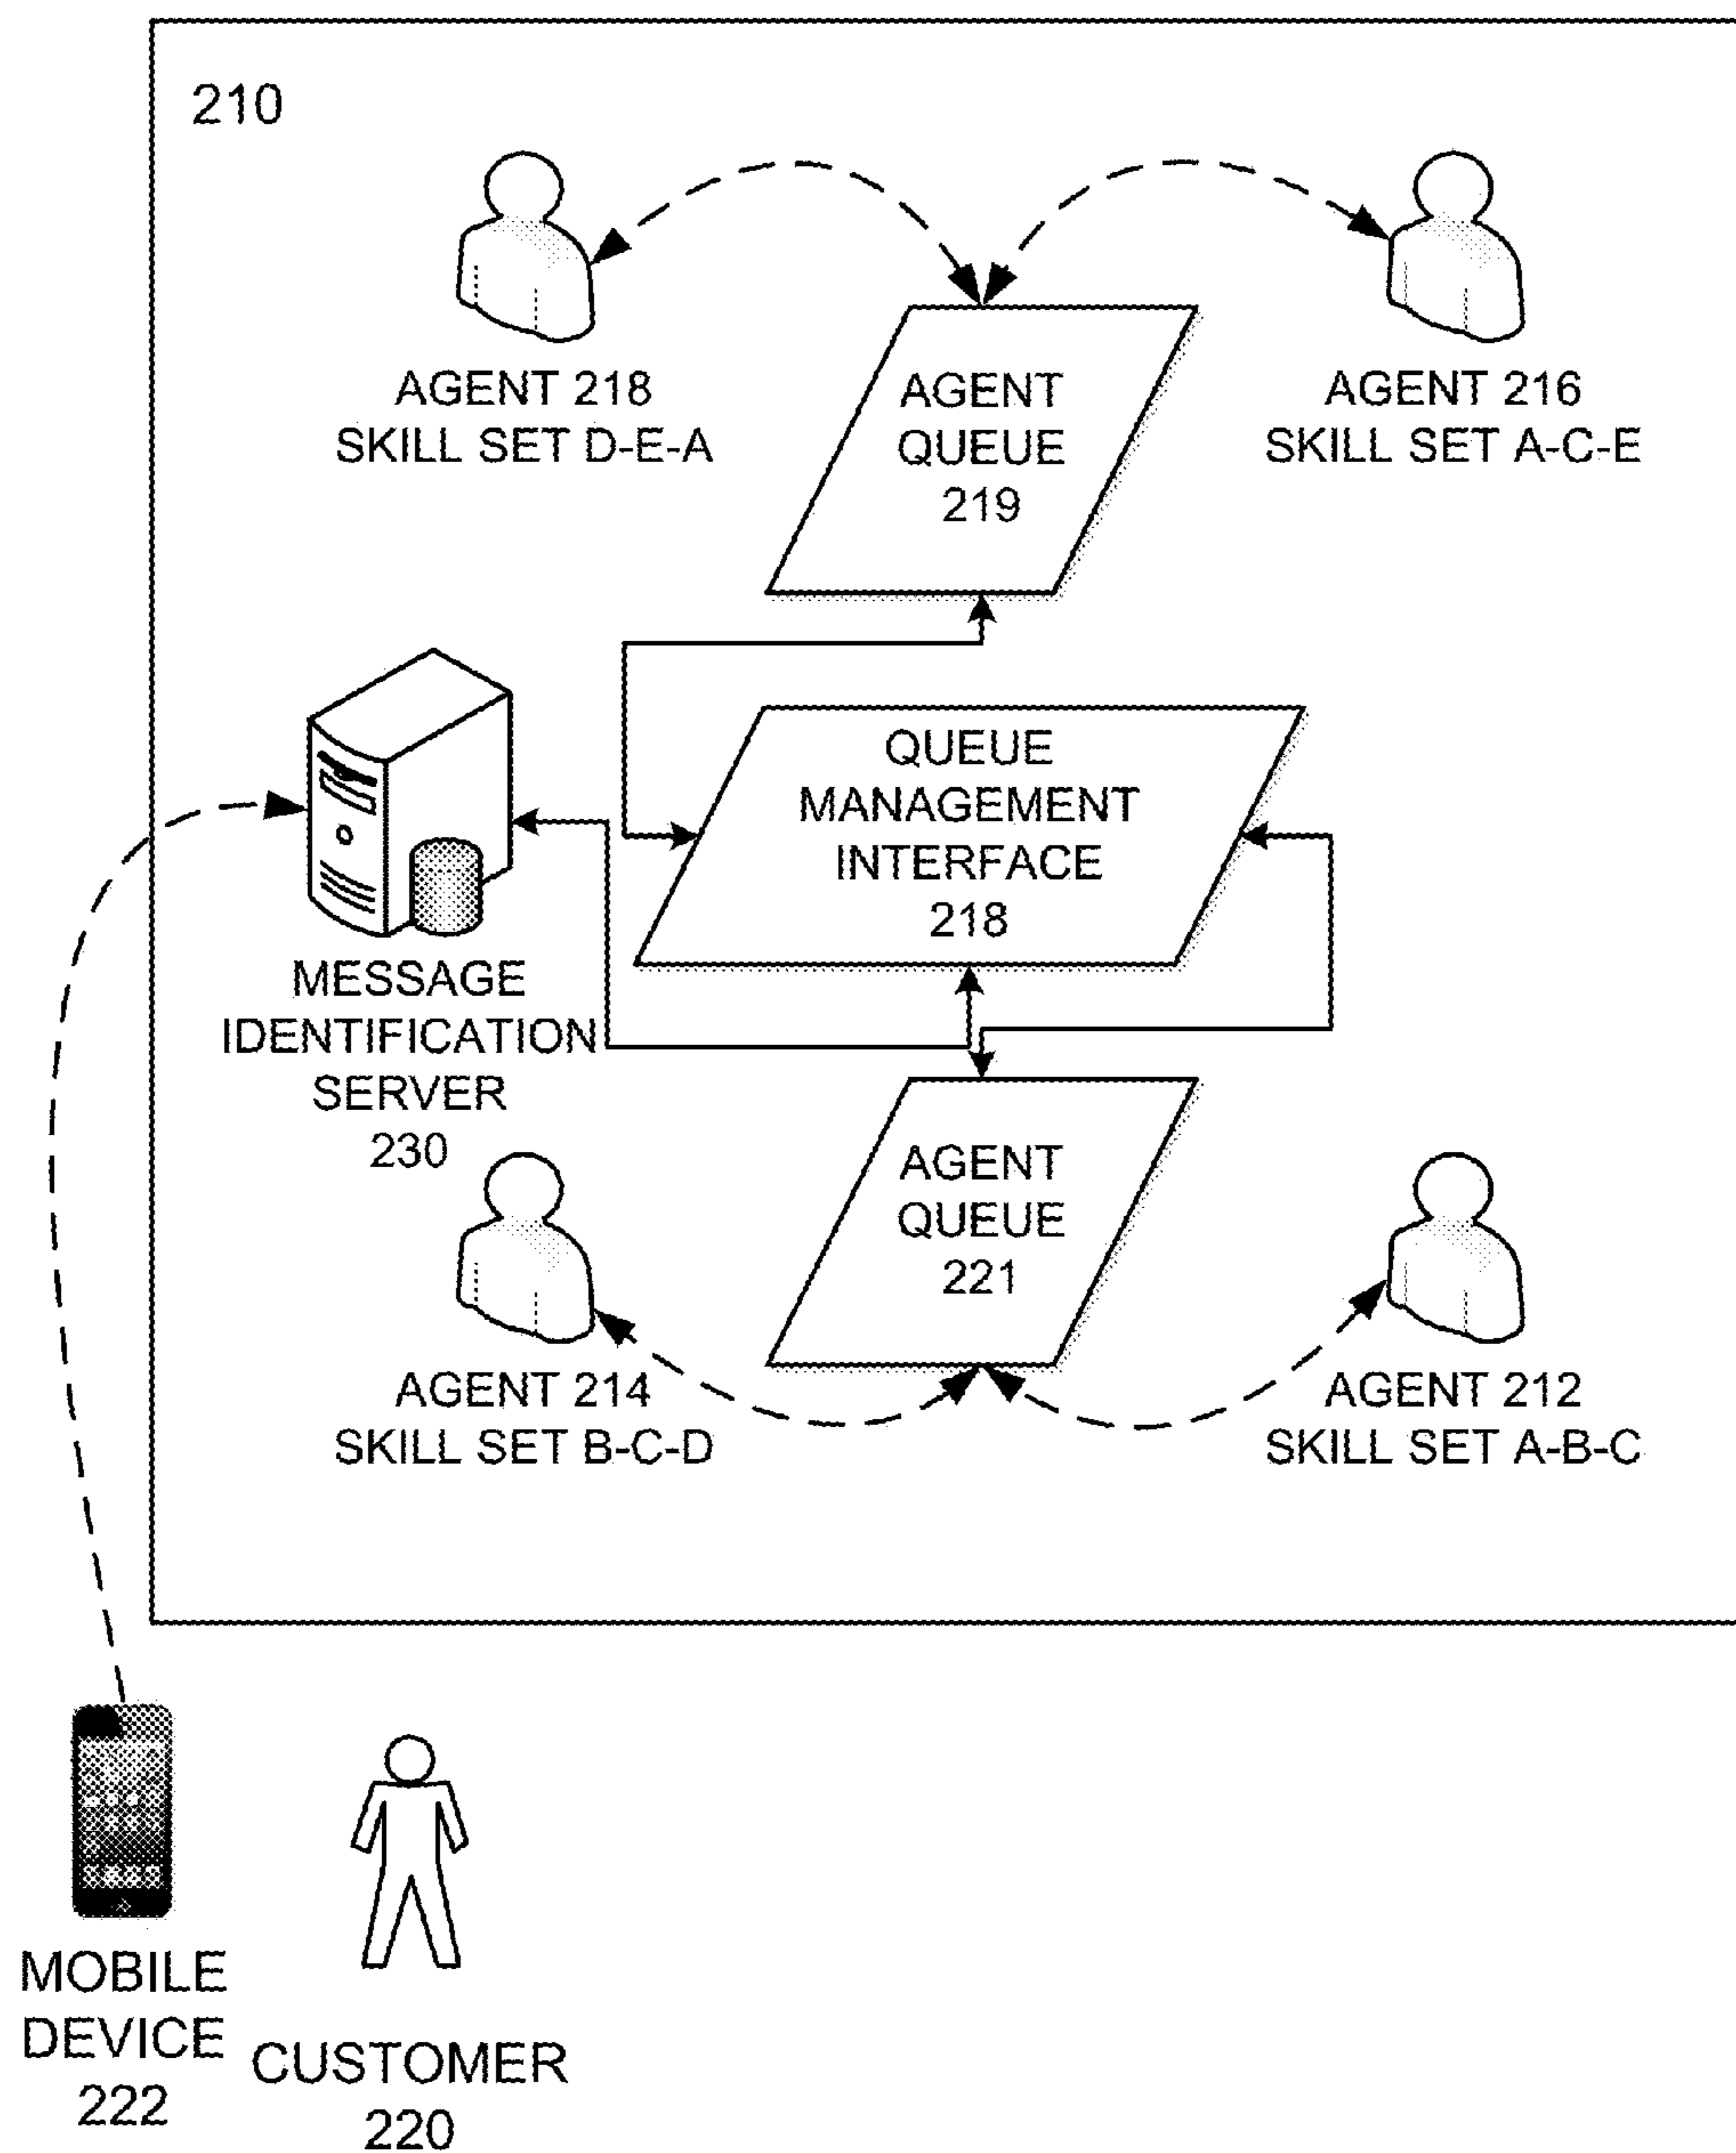 210
AGENT 218
SKILL SET D-E-A
AGENT
QUEUE
219
AGENT 216
SKILL SET A-C-E
QUEUE
MANAGEMENT
INTERFACE
218
MESSAGE
IDENTIFICATION
SERVER
230
AGENT
QUEUE
221
AGENT 214
SKILL SET B-C-D
AGENT 212
SKILL SET A-B-C
MOBILE
DEVICE
222
CUSTOMER
220